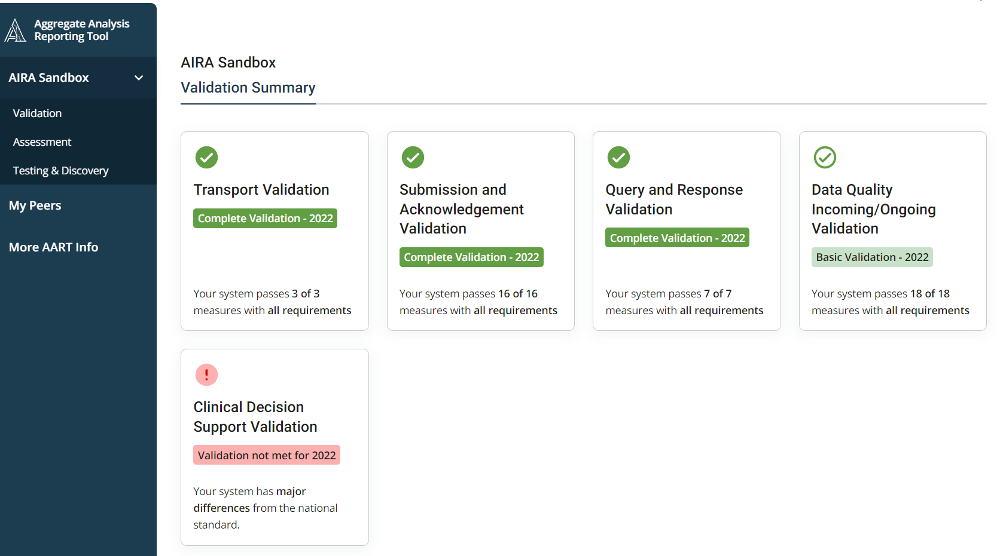 Aggregate Analysis
Reporting Tool
AIRA Sandbox
Validation
Assessment
Testing & Discovery
My Peers
More AART Info
AIRA Sandbox
Validation Summary
Transport Validation
Complete Validation - 2022
Your system passes 3 of 3
measures with all requirements
Submission and
Acknowledgement
Validation
Complete Validation - 2022
Your system passes 16 of 16
measures with all requirements
Query and Response
Validation
Complete Validation - 2022
Your system passes 7 of 7
measures with all requirements
Data Quality
Incoming/Ongoing
Validation
Basic Validation - 2022
Your system passes 18 of 18
measures with all requirements
Clinical Decision
Support Validation
Validation not met for 2022
Your system has major
differences from the national
standard.